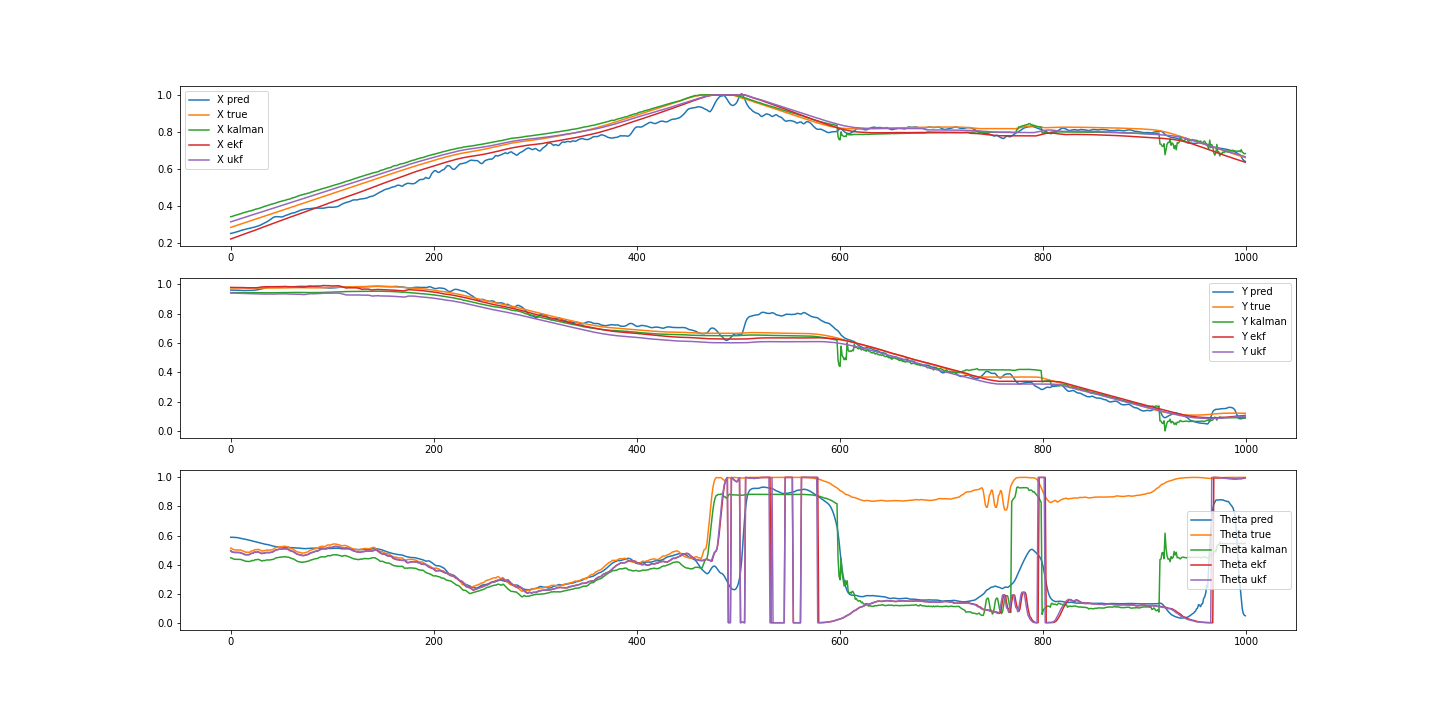 1.0
0.8
0.6
0.4
0.2
X pred
X true
X kalman
X ekf
X ukf
0 200 400 600 800 1000
1.0
0.8
0.6
0.4
0.2
0.0
Y pred
Y true
Y kalman
Y ekf
Y ukf
0 200 400 600 800 1000
1.0
0.8
0.6
0.4
0.2
0.0
Theta pred
Theta true
Theta kalman
Theta ekf
Theta ukf
0 200 400 600 800 1000